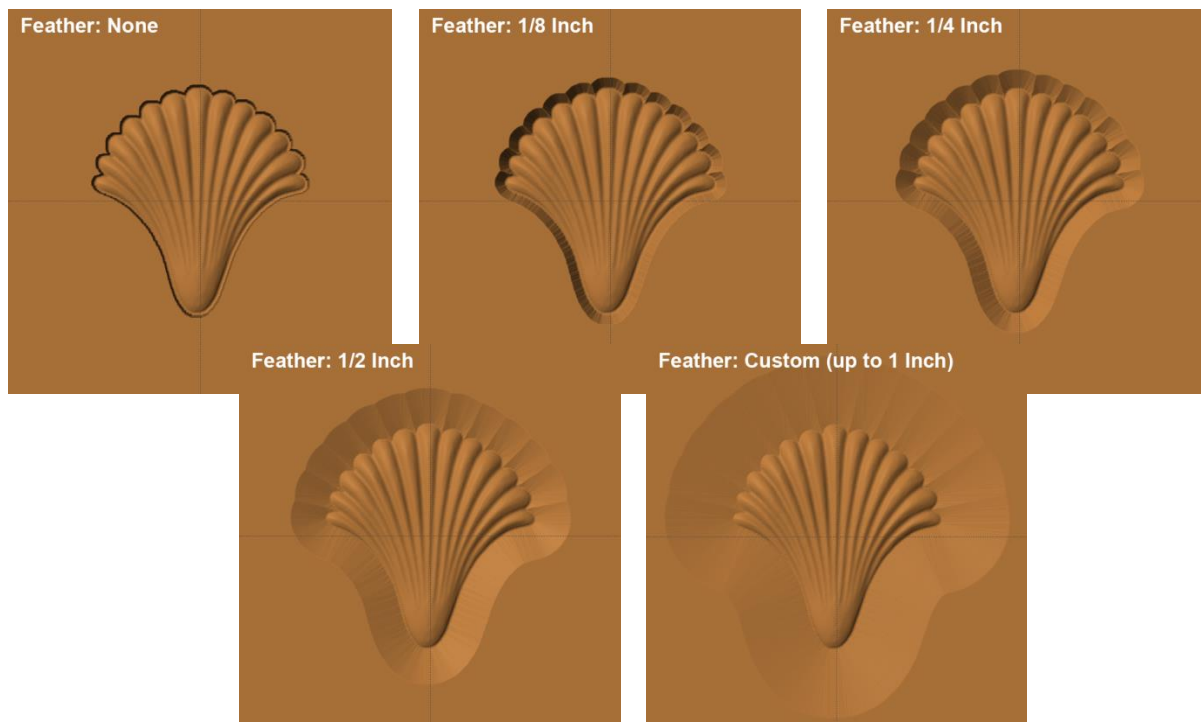 Feather: None
Feather: 1/8 Inch
Feather: 1/4 Inch
Feather: 1/2 Inch
Feather: Custom (up to 1 Inch)